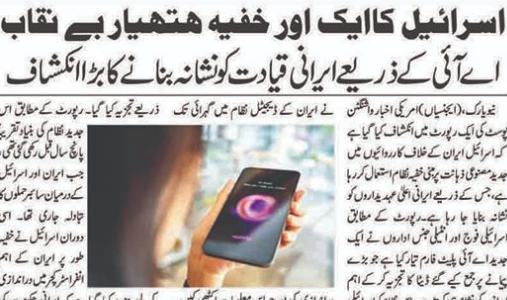 اسرائیل کا ایک اور خفیہ ہتھیار بے نقاب
اے آئی کے ذریعے ایرانی قیادت کو نشانہ بنانے کا بڑا انکشاف
نیویارک، (ایجنسیاں) امریکی اخبار واشنگٹن
پوسٹ کی ایک رپورٹ میں انکشاف کیا گیا ہے
کہ اسرائیل ایران کے خلاف کارروائیوں میں
جدید مصنوعی ذہانت پر مبنی خفیہ نظام استعمال کر رہا
ہے، جس کے ذریعے ایرانی اعلیٰ عہدیداروں کو
نشانہ بنایا جا رہا ہے۔ رپورٹ کے مطابق
اسرائیلی فوج اور انٹیلی جنس اداروں نے ایک
جدید اے آئی پلیٹ فارم تیار کیا ہے جو بڑے
پیمانے پر جمع کیے گئے ڈیٹا کا تجزیہ کر کے اہم
نے ایران کے ڈیجیٹل نظام میں گہرائی تک
ذریعے تجزیہ کیا گیا۔ رپورٹ کے مطابق اس
جدید نظام کی بنیاد تقریباً
پانچ سال قبل رکھی گئی تھی
جب ایران اور اسرائیل
کے درمیان سائبر حملوں کا
تبادلہ جاری تھا۔ اسی
دوران اسرائیل نے خفیہ
طور پر ایران کے اہم
انفراسٹرکچر میں دراندازی